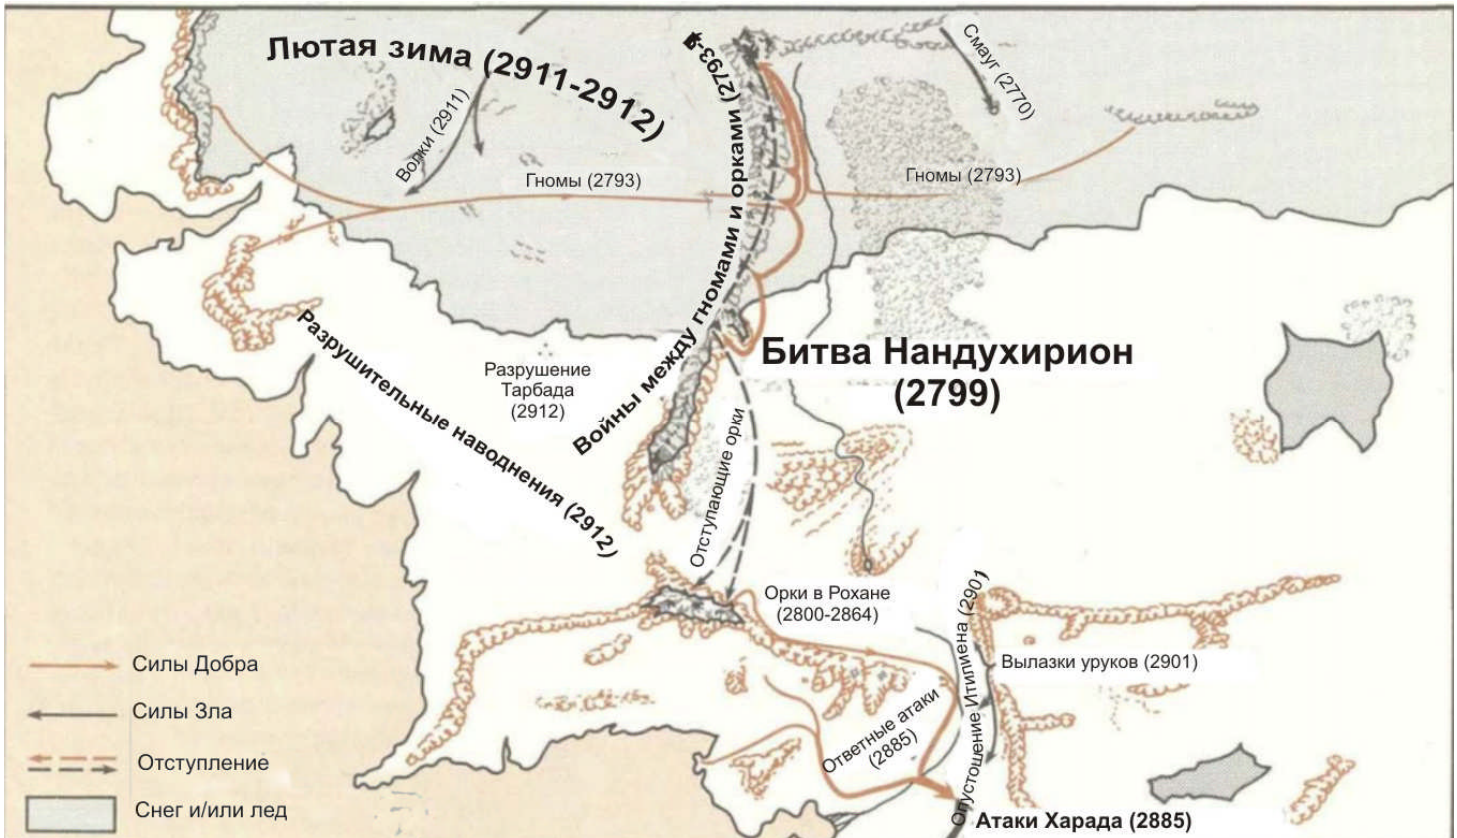 Лютая зима (2911-2912)
Волки (2911)
Гномы (2793)
Войны между гномами и орками (2793-
Смауг (2770)
Гномы (2793)
Битва Нандухирион
(2799)
Разрушение
Тарбада
(2912)
Разрушительные наводнения (2912)
Отступающие орки
Орки в Рохане
(2800-2864)
Опустошение Итилиена (2901)
Вылазки уруков (2901)
Ответные атаки
(2885)
Атаки Харада (2885)
Силы Добра
Силы Зла
Отступление
Снег и/или лед